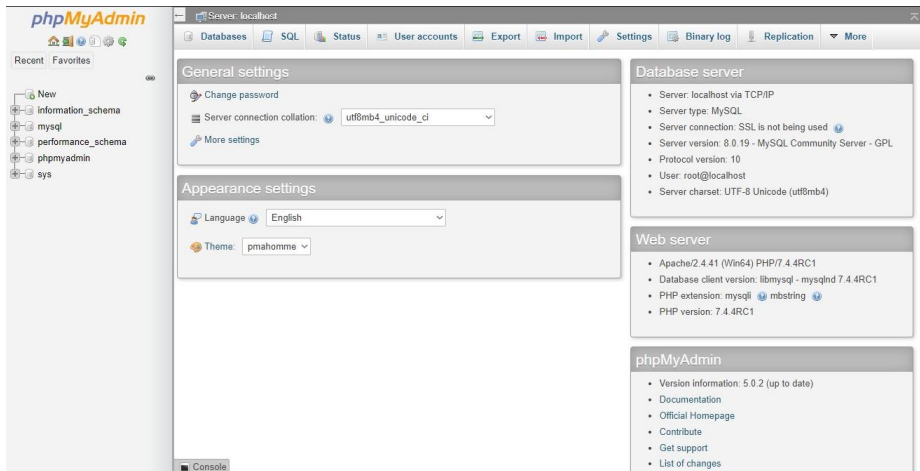 phpMyAdmin
Recent Favorites
New
information_schema
mysql
performance_schema
phpmyadmin
sys
Server: localhost
Databases SQL Status User accounts Export Import Settings Binary log Replication More
General settings
Change password
Server connection collation: utf8mb4_unicode_ci
More settings
Appearance settings
Language English
Theme: pmahomme
Database server
Server: localhost via TCP/IP
Server type: MySQL
Server connection: SSL is not being used
Server version: 8.0.19 - MySQL Community Server - GPL
Protocol version: 10
User: root@localhost
Server charset: UTF-8 Unicode (utf8mb4)
Web server
Apache/2.4.41 (Win64) PHP/7.4.4RC1
Database client version: libmysql - mysqlnd 7.4.4RC1
PHP extension: mysqli mbstring
PHP version: 7.4.4RC1
phpMyAdmin
Version information: 5.0.2 (up to date)
Documentation
Official Homepage
Contribute
Get support
List of changes
Console